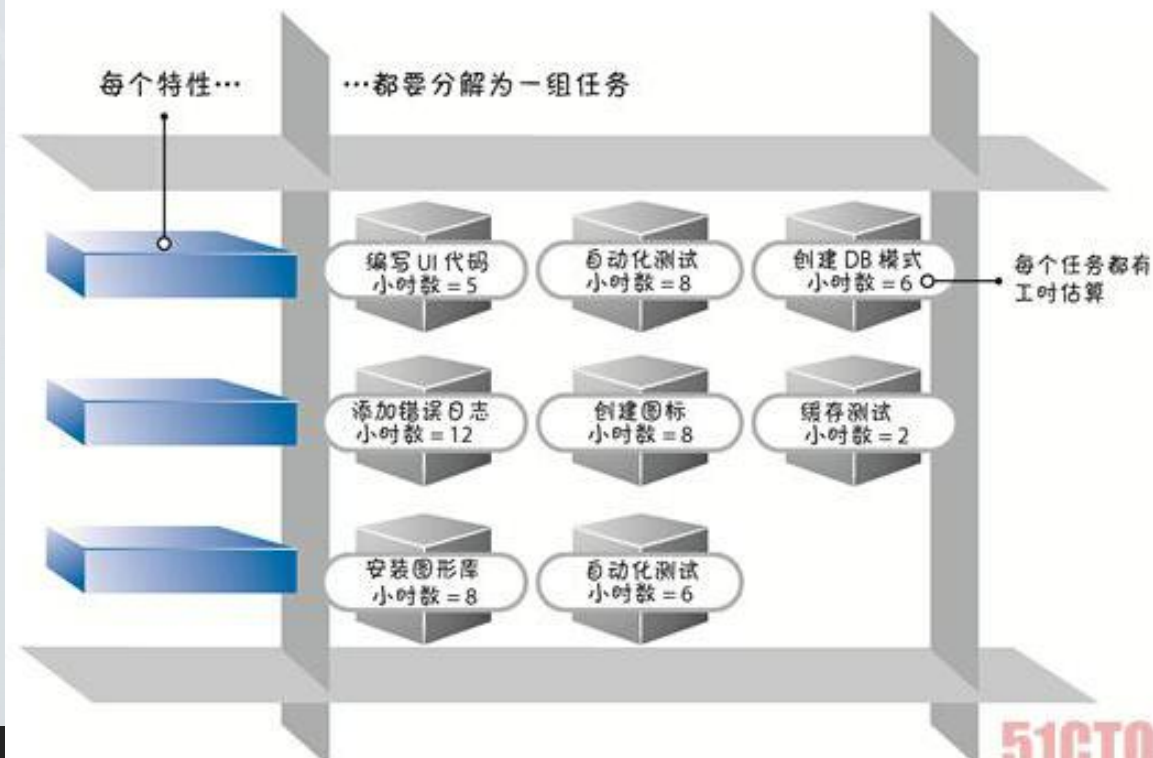 每个特性…
…都要分解为一组任务
编写 UI 代码
小时数 = 5
自动化测试
小时数 = 8
创建 DB 模式
小时数 = 6
每个任务都有
工时估算
添加错误日志
小时数 = 12
创建图标
小时数 = 8
缓存测试
小时数 = 2
安装图形库
小时数 = 8
自动化测试
小时数 = 6
51CTO